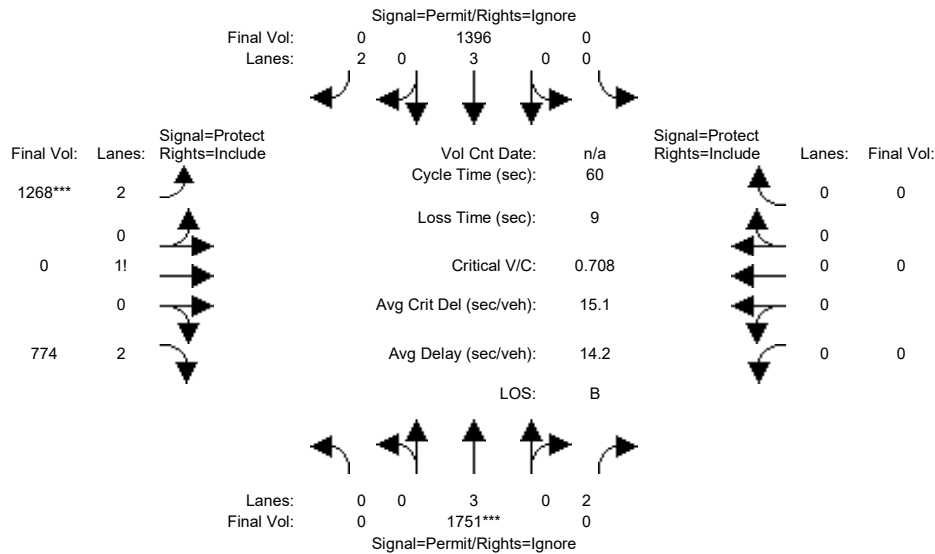 Signal=Permit/Rights=Ignore
Final Vol: 0 1396 0
Lanes: 2 0 3 0 0
Signal=Protect Signal=Protect
Final Vol: Lanes: Rights=Include Vol Cnt Date: n/a Rights=Include Lanes: Final Vol:
Cycle Time (sec): 60
1268*** 2 0 0
Loss Time (sec): 9
0 0
0 1! Critical V/C: 0.708 0 0
0 Avg Crit Del (sec/veh): 15.1 0
774 2 Avg Delay (sec/veh): 14.2 0 0
LOS: B
Lanes: 0 0 3 0 2
Final Vol: 0 1751*** 0
Signal=Permit/Rights=Ignore